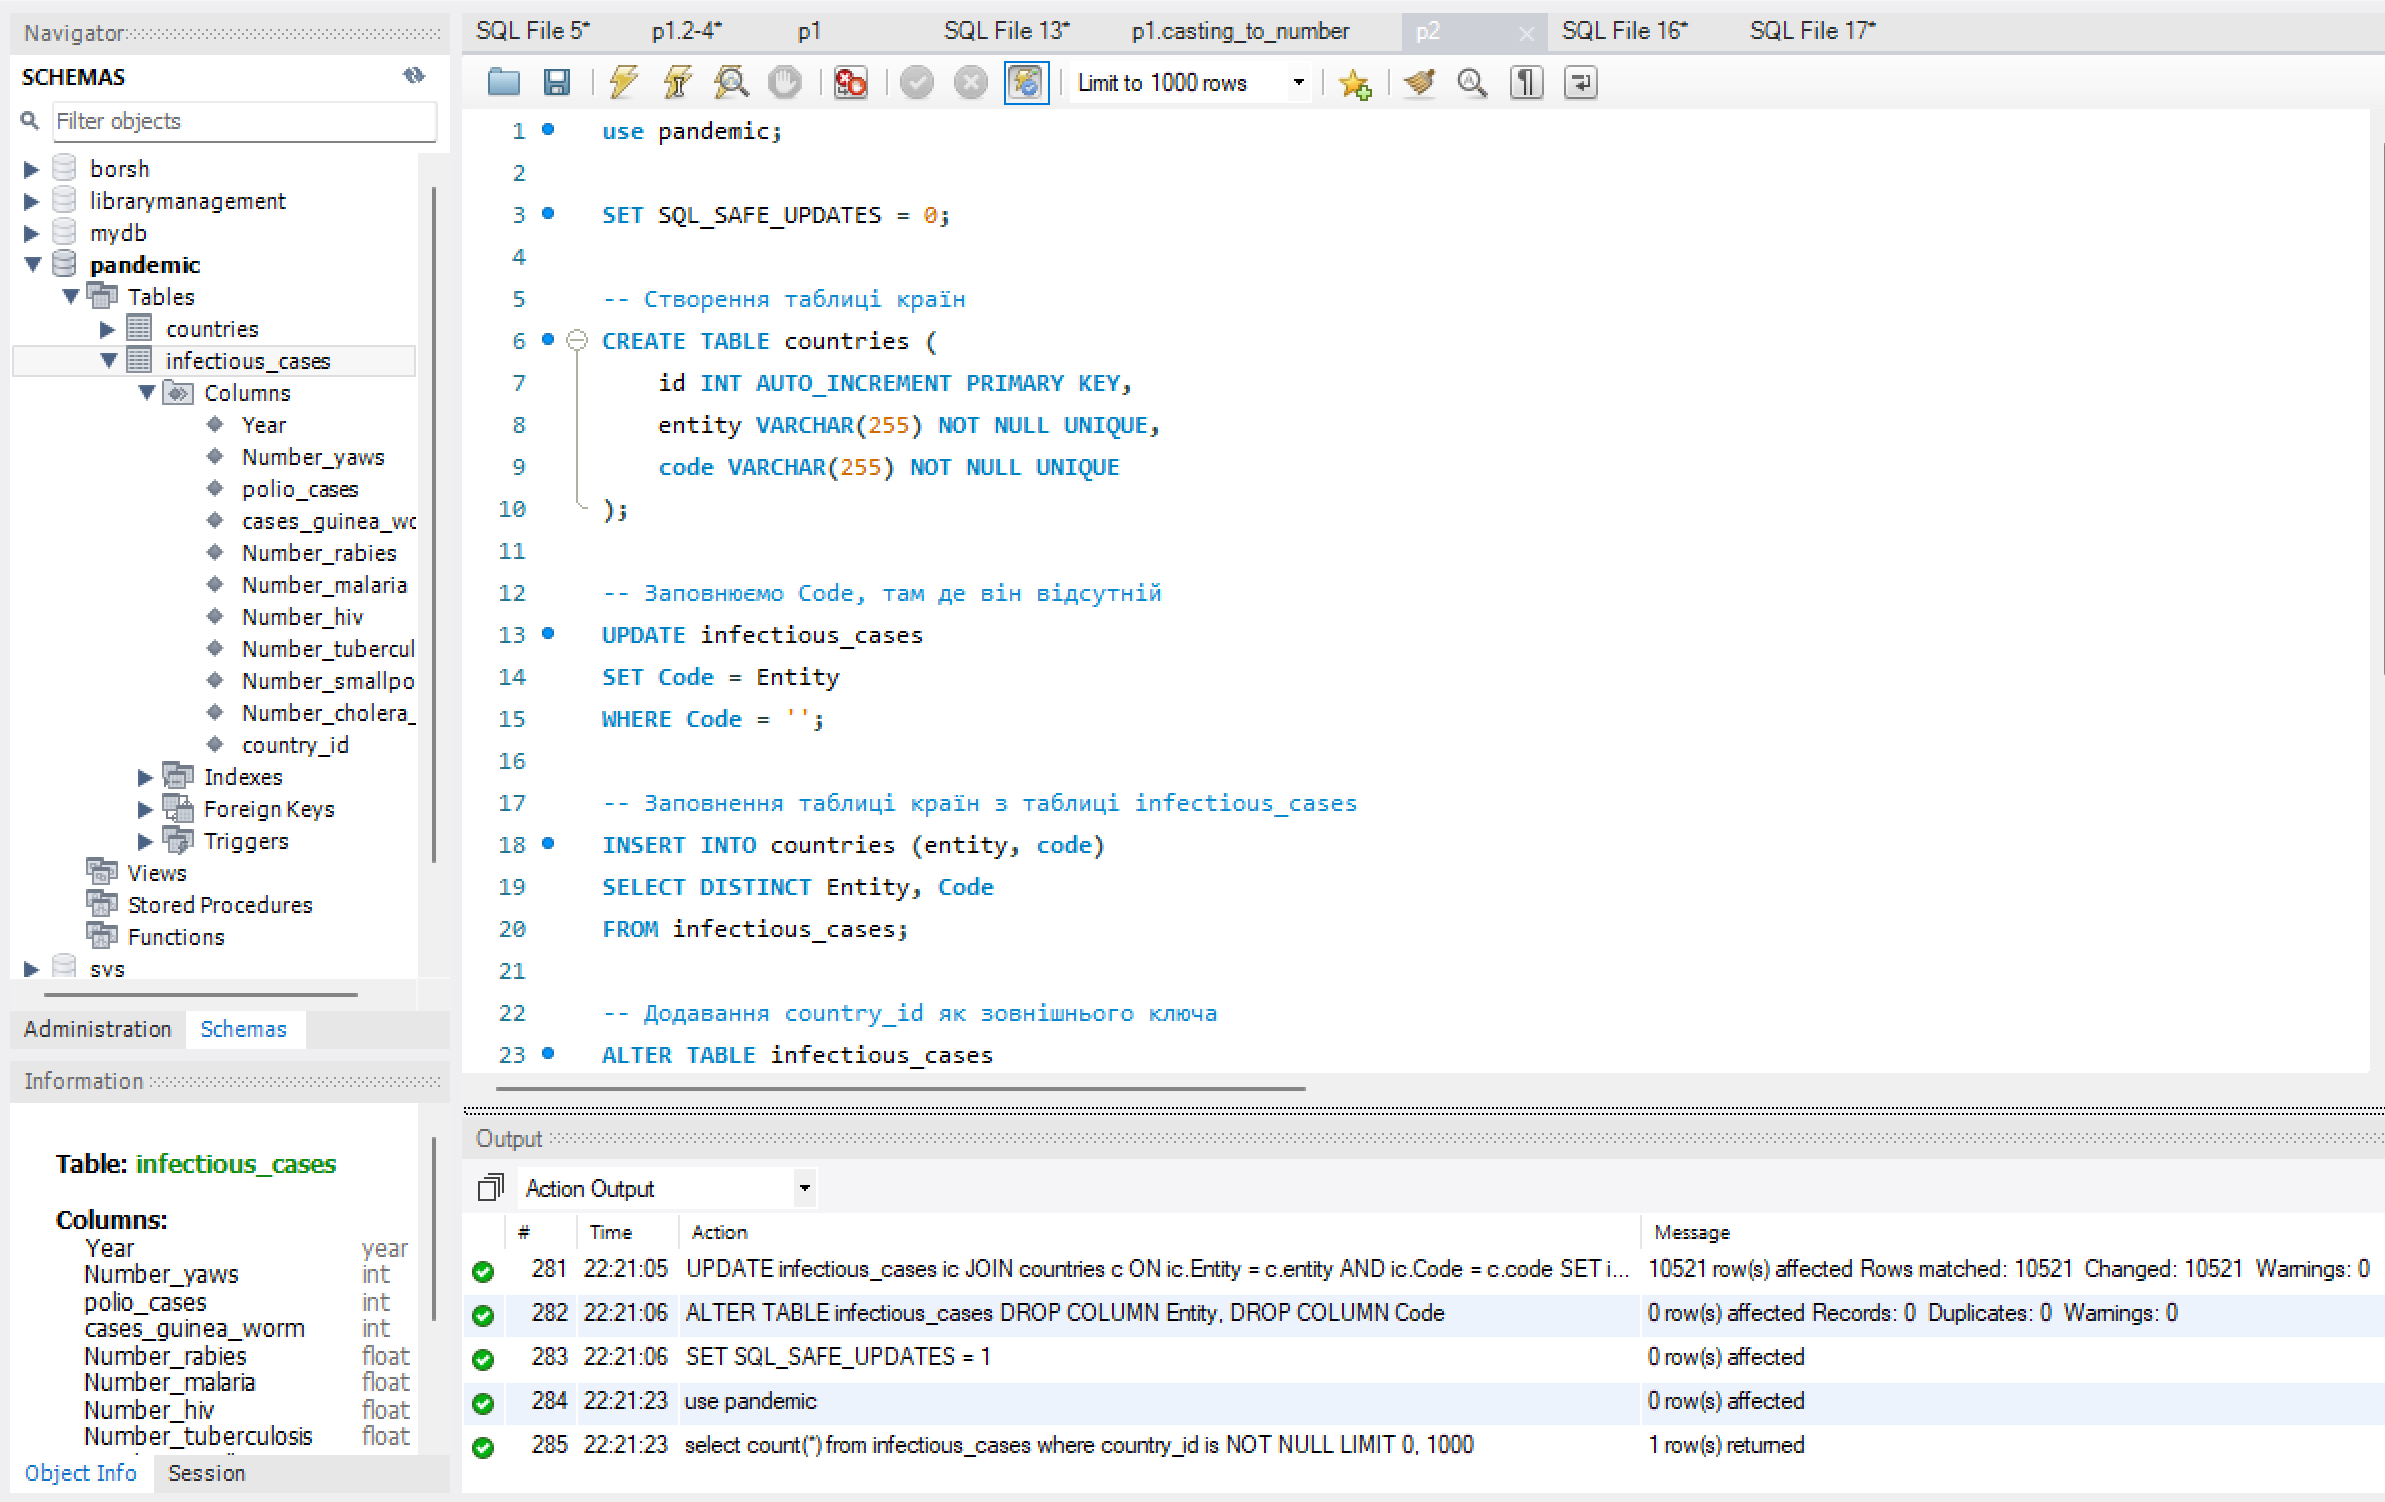 Navigator
SCHEMAS
Filter objects
borsh
librarymanagement
mydb
pandemic
Tables
countries
infectious_cases
Columns
Year
Number_yaws
polio_cases
cases_guinea_wo
Number_rabies
Number_malaria
Number_hiv
Number_tubercul
Number_smallpo
Number_cholera_
country_id
Indexes
Foreign Keys
Triggers
Views
Stored Procedures
Functions
sys
Administration Schemas
Information
Table: infectious_cases
Columns:
Year year
Number_yaws int
polio_cases int
cases_guinea_worm int
Number_rabies float
Number_malaria float
Number_hiv float
Number_tuberculosis float
Object Info Session
SQL File 5* p1.2-4* p1 SQL File 13* p1.casting_to_number p2 SQL File 16* SQL File 17*
Limit to 1000 rows
1 use pandemic;
2
3 SET SQL_SAFE_UPDATES = 0;
4
5 -- Створення таблиці країн
6 CREATE TABLE countries (
7 id INT AUTO_INCREMENT PRIMARY KEY,
8 entity VARCHAR(255) NOT NULL UNIQUE,
9 code VARCHAR(255) NOT NULL UNIQUE
10 );
11
12 -- Заповнюємо Code, там де він відсутній
13 UPDATE infectious_cases
14 SET Code = Entity
15 WHERE Code = '';
16
17 -- Заповнення таблиці країн з таблиці infectious_cases
18 INSERT INTO countries (entity, code)
19 SELECT DISTINCT Entity, Code
20 FROM infectious_cases;
21
22 -- Додавання country_id як зовнішнього ключа
23 ALTER TABLE infectious_cases
Output
Action Output
# Time Action Message
281 22:21:05 UPDATE infectious_cases ic JOIN countries c ON ic.Entity = c.entity AND ic.Code = c.code SET i... 10521 row(s) affected Rows matched: 10521 Changed: 10521 Warnings: 0
282 22:21:06 ALTER TABLE infectious_cases DROP COLUMN Entity, DROP COLUMN Code 0 row(s) affected Records: 0 Duplicates: 0 Warnings: 0
283 22:21:06 SET SQL_SAFE_UPDATES = 1 0 row(s) affected
284 22:21:23 use pandemic 0 row(s) affected
285 22:21:23 select count(*) from infectious_cases where country_id is NOT NULL LIMIT 0, 1000 1 row(s) returned